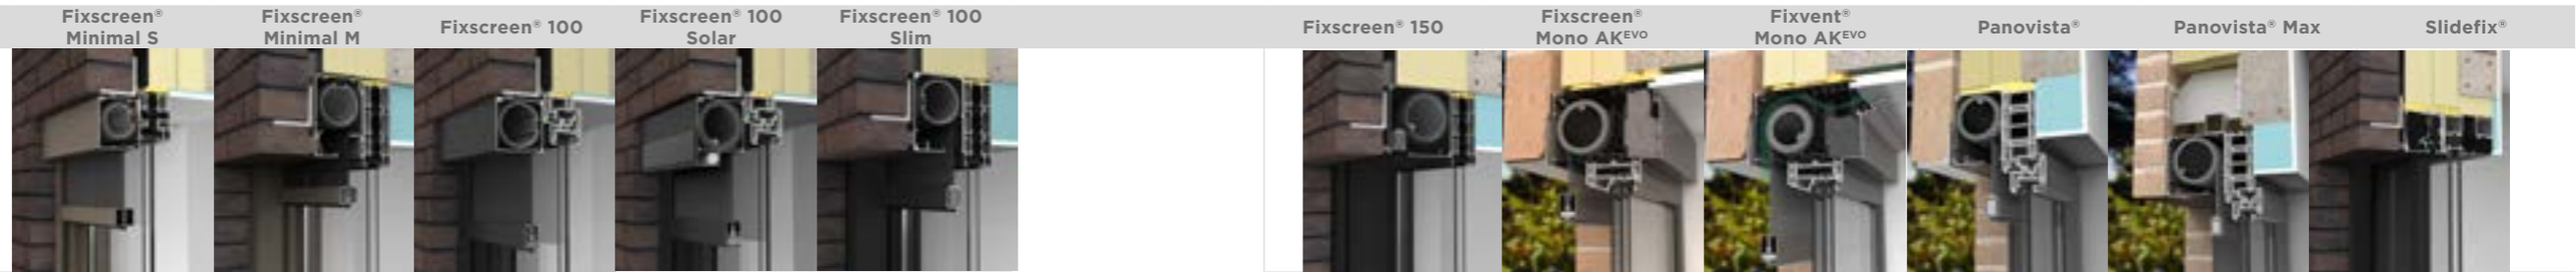 Fixscreen®
Minimal S
Fixscreen®
Minimal M
Fixscreen® 100
Fixscreen® 100
Solar
Fixscreen® 100
Slim
Fixscreen® 150
Fixscreen®
Mono AKEVO
Fixvent®
Mono AKEVO
Panovista®
Panovista® Max
Slidefix®